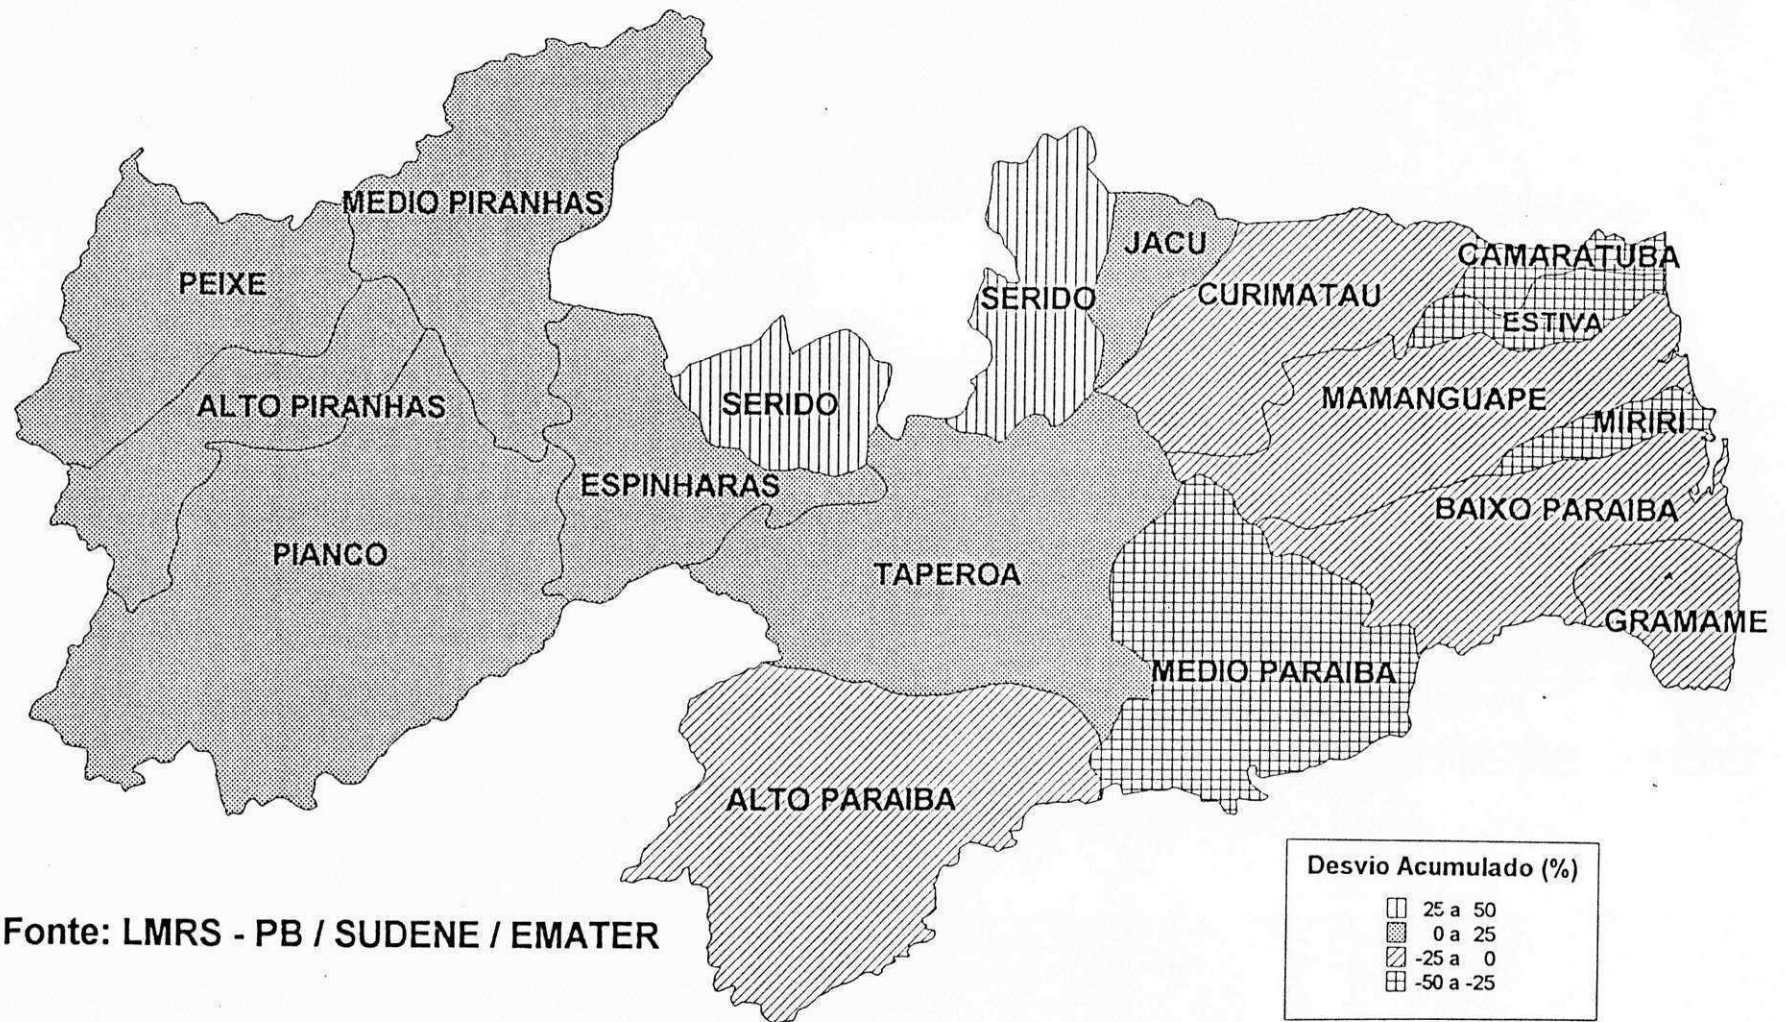 MEDIO PIRANHAS
JACU
CAMARATUBA
PEIXE
SERIDO
CURIMATAU
ESTIVA
ALTO PIRANHAS
SERIDO
MAMANGUAPE
MIRIRI
ESPINHARAS
BAIXO PARAIBA
PIANCO
TAPEROA
GRAMAME
MEDIO PARAIBA
ALTO PARAIBA
Desvio Acumulado (%)
25 a 50
0 a 25
-25 a 0
-50 a -25
Fonte: LMRS - PB / SUDENE / EMATER